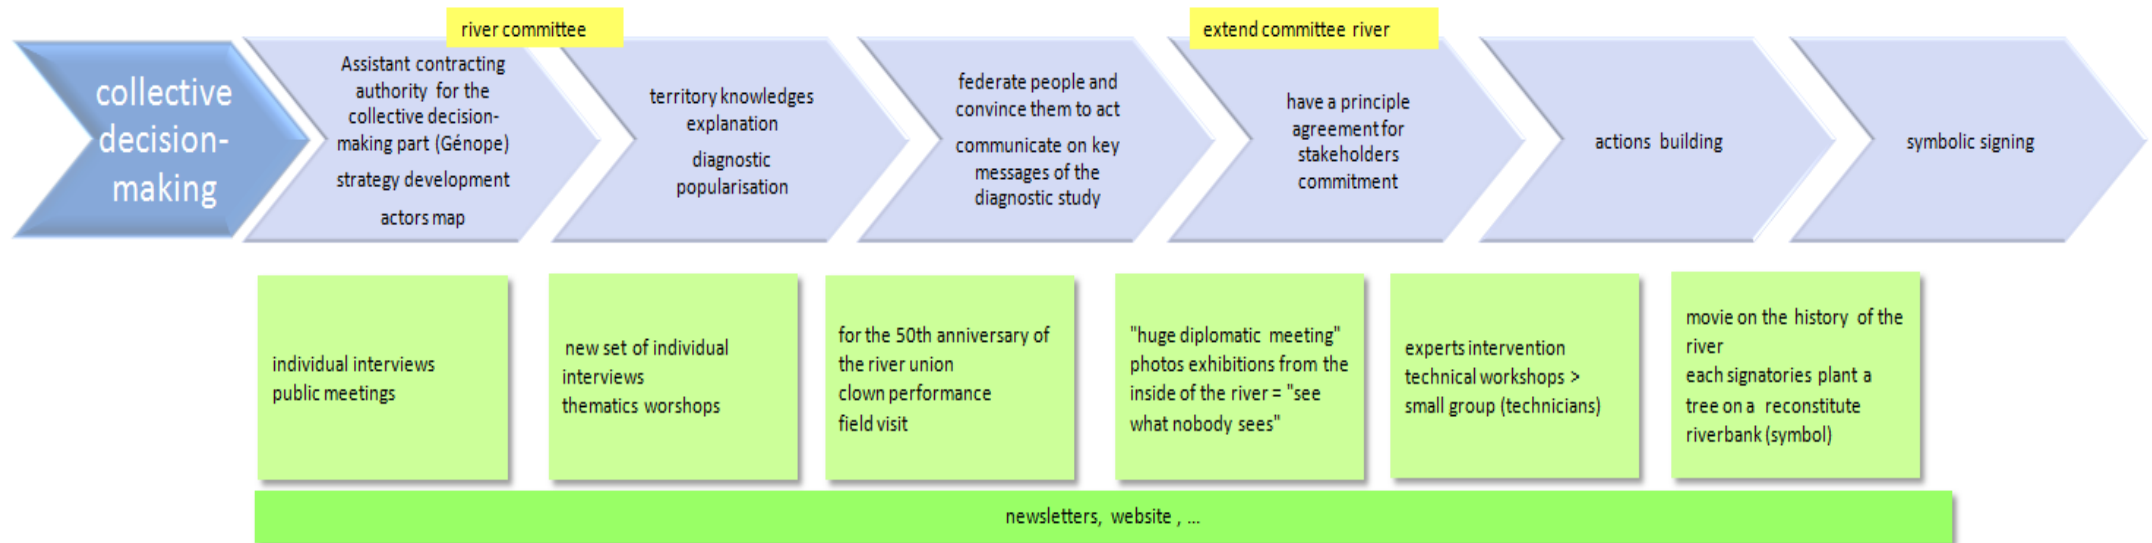 river committee
extend committee river
collective
decision-
making
Assistant contracting
authority for the
collective decision-
making part (Génope)
strategy development
actors map
territory knowledges
explanation
diagnostic
popularisation
federate people and
convince them to act
communicate on key
messages of the
diagnostic study
have a principle
agreement for
stakeholders
commitment
actions building
symbolic signing
individual interviews
public meetings
new set of individual
interviews
thematics worshops
for the 50th anniversary of
the river union
clown performance
field visit
"huge diplomatic meeting"
photos exhibitions from the
inside of the river = "see
what nobody sees"
experts intervention
technical workshops >
small group (technicians)
movie on the history of the
river
each signatories plant a
tree on a reconstitute
riverbank (symbol)
newsletters, website , ...